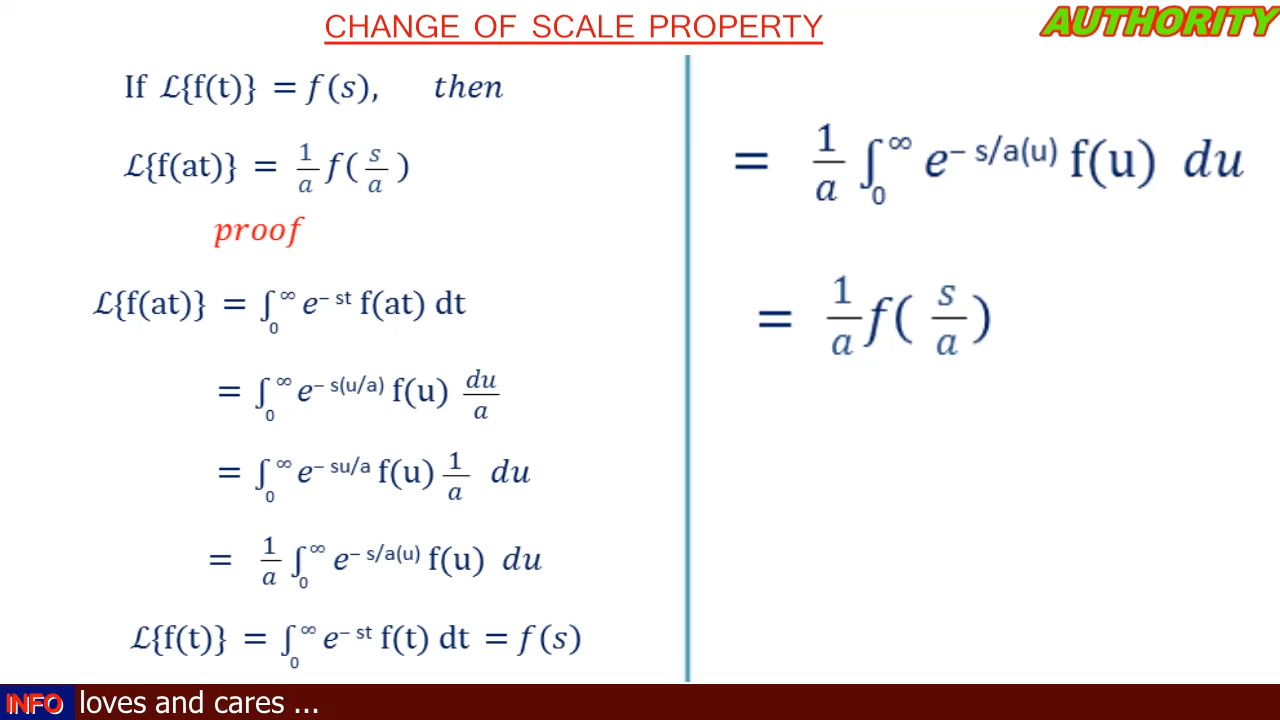 CHANGE OF SCALE PROPERTY
AUTHORITY
If ℒ{f(t)} = f(s), then
ℒ{f(at)} = 1/a f( s/a )
proof
ℒ{f(at)} = ∫₀^∞ e^(– st) f(at) dt
= ∫₀^∞ e^(– s(u/a)) f(u) du/a
= ∫₀^∞ e^(– su/a) f(u) 1/a du
= 1/a ∫₀^∞ e^(– s/a(u)) f(u) du
ℒ{f(t)} = ∫₀^∞ e^(– st) f(t) dt = f(s)
= 1/a ∫₀^∞ e^(– s/a(u)) f(u) du
= 1/a f( s/a )
INFO loves and cares ...